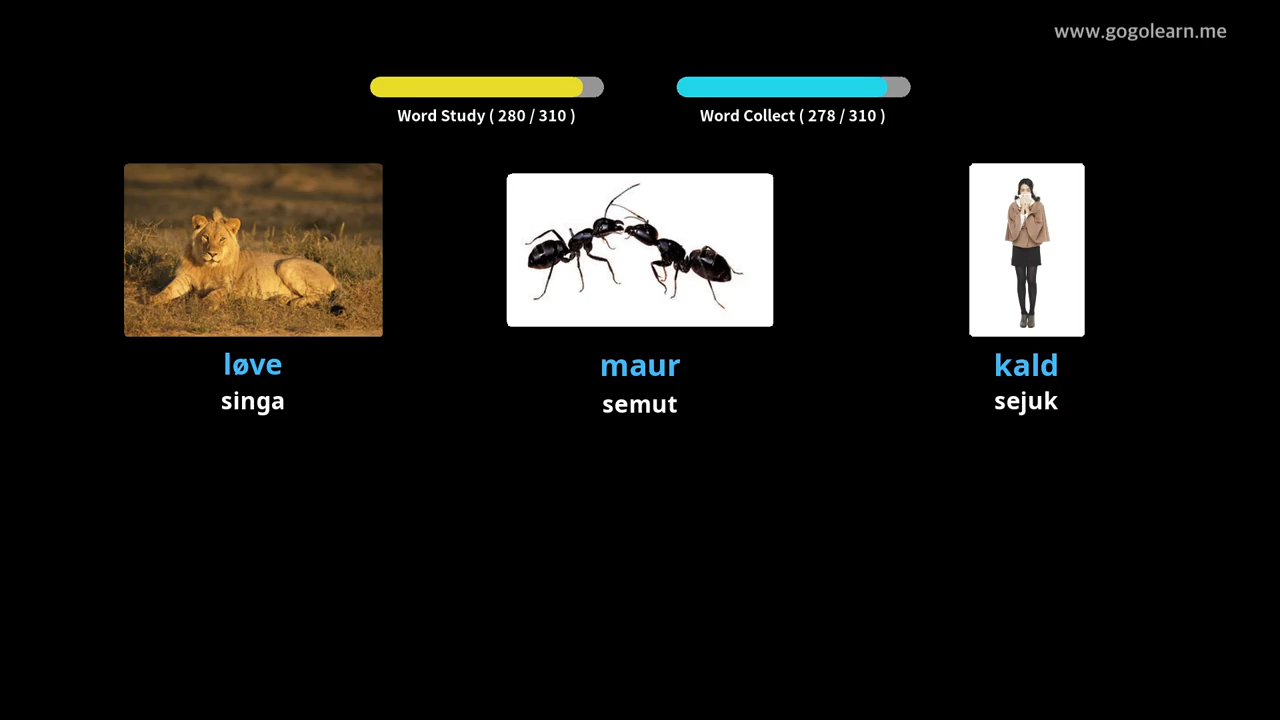 www.gogolearn.me
Word Study ( 280 / 310 )
Word Collect ( 278 / 310 )
løve
maur
kald
singa
semut
sejuk